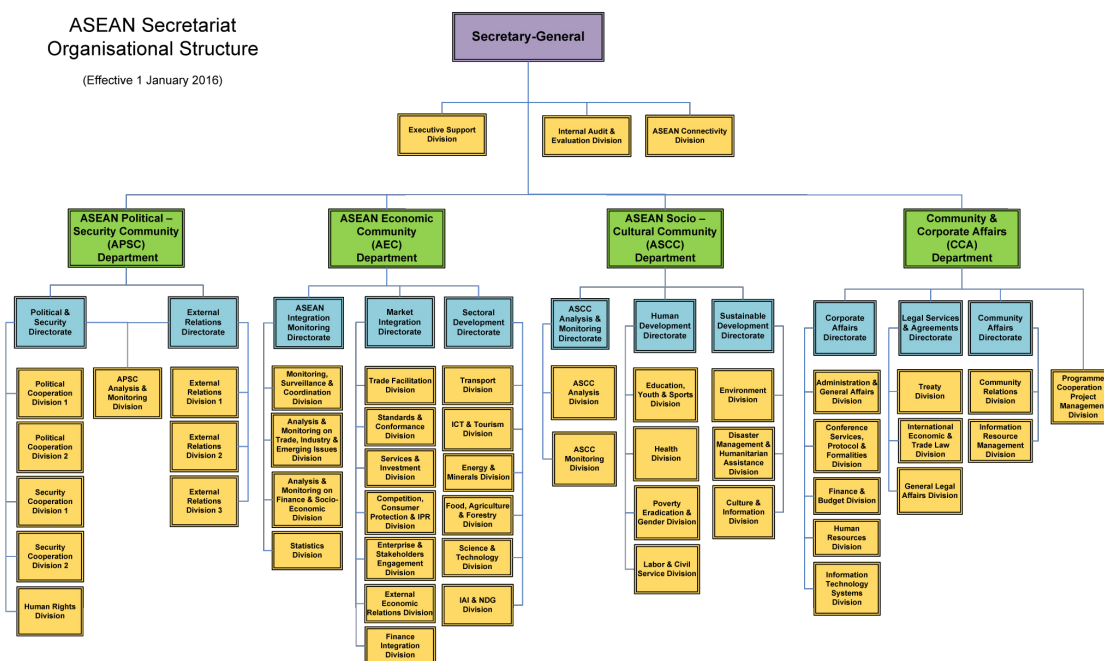 ASEAN Secretariat
Organisational Structure
(Effective 1 January 2016)
Secretary-General
Executive Support
Division
Internal Audit &
Evaluation Division
ASEAN Connectivity
Division
ASEAN Political –
Security Community
(APSC)
Department
ASEAN Economic
Community
(AEC)
Department
ASEAN Socio –
Cultural Community
(ASCC)
Department
Community &
Corporate Affairs
(CCA)
Department
Political &
Security
Directorate
External
Relations
Directorate
ASEAN
Integration
Monitoring
Directorate
Market
Integration
Directorate
Sectoral
Development
Directorate
ASCC
Analysis &
Monitoring
Directorate
Human
Development
Directorate
Sustainable
Development
Directorate
Corporate
Affairs
Directorate
Legal Services
& Agreements
Directorate
Community
Affairs
Directorate
Political
Cooperation
Division 1
Political
Cooperation
Division 2
Security
Cooperation
Division 1
Security
Cooperation
Division 2
Human Rights
Division
APSC
Analysis &
Monitoring
Division
External
Relations
Division 1
External
Relations
Division 2
External
Relations
Division 3
Monitoring,
Surveillance &
Coordination
Division
Analysis &
Monitoring on
Trade, Industry &
Emerging Issues
Division
Analysis &
Monitoring on
Finance & Socio-
Economic
Division
Statistics
Division
Trade Facilitation
Division
Standards &
Conformance
Division
Services &
Investment
Division
Competition,
Consumer
Protection & IPR
Division
Enterprise &
Stakeholders
Engagement
Division
External
Economic
Relations Division
Finance
Integration
Division
Transport
Division
ICT & Tourism
Division
Energy &
Minerals Division
Food, Agriculture
& Forestry
Division
Science &
Technology
Division
IAI & NDG
Division
ASCC
Analysis
Division
ASCC
Monitoring
Division
Education,
Youth & Sports
Division
Health
Division
Poverty
Eradication &
Gender Division
Labor & Civil
Service Division
Environment
Division
Disaster
Management &
Humanitarian
Assistance
Division
Culture &
Information
Division
Administration &
General Affairs
Division
Conference
Services,
Protocol &
Formalities
Division
Finance &
Budget Division
Human
Resources
Division
Information
Technology
Systems
Division
Treaty
Division
International
Economic &
Trade Law
Division
General Legal
Affairs Division
Community
Relations
Division
Information
Resource
Management
Division
Programme
Cooperation &
Project
Management
Division